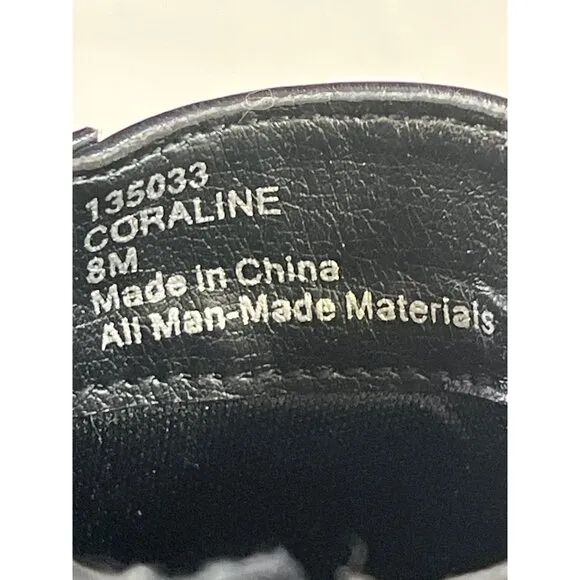 135033
CORALINE
8M
Made in China
All Man-Made Materials